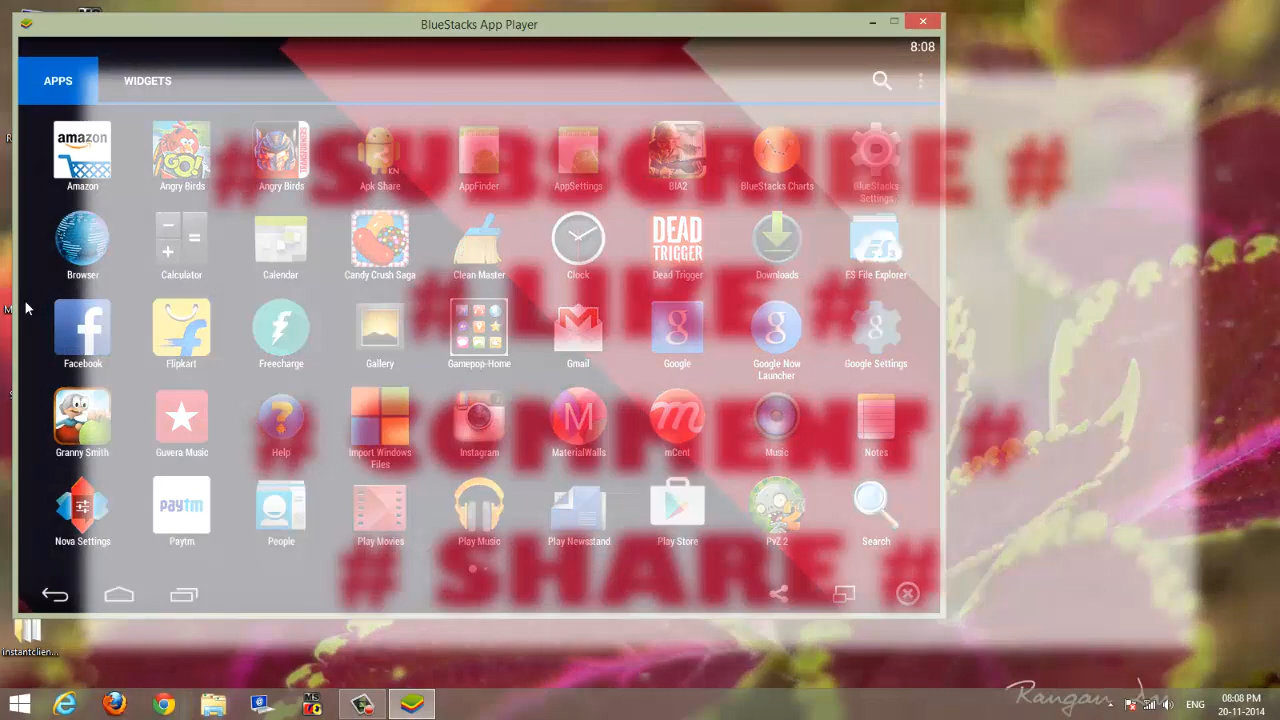 BlueStacks App Player
8:08
APPS WIDGETS
# SUBSCRIBE #
amazon
Amazon Angry Birds Angry Birds Apk Share AppFinder AppSettings BIA2 BlueStacks Charts BlueStacks Settings
Browser Calculator Calendar Candy Crush Saga Clean Master Clock Dead Trigger Downloads ES File Explorer
# LIKE #
Facebook Flipkart Freecharge Gallery Gamepop-Home Gmail Google Google Now Launcher Google Settings
# COMMENT #
Granny Smith Guvera Music Help Import Windows Files Instagram MaterialWalls mCent Music Notes
Paytm
Nova Settings Paytm People Play Movies Play Music Play Newsstand Play Store PvZ 2 Search
# SHARE #
instantclien...
ENG
08:08 PM
20-11-2014